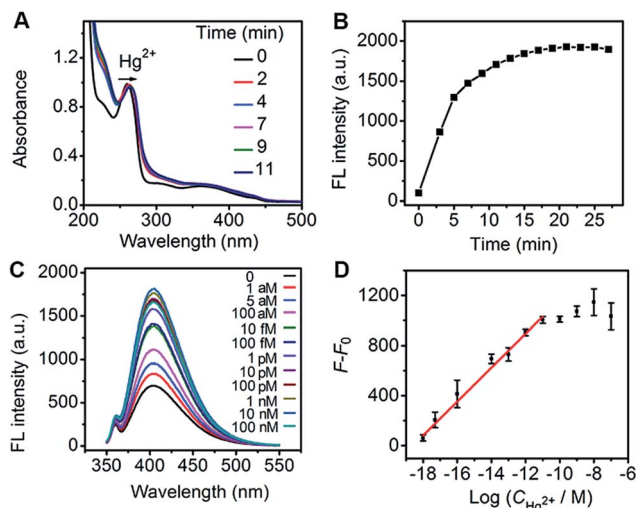 A
Time (min)
Hg2+
0
2
4
7
9
11
Absorbance
1.2
0.8
0.4
0.0
200 300 400 500
Wavelength (nm)
B
FL intensity (a.u.)
2000
1500
1000
500
0
0 5 10 15 20 25
Time (min)
C
FL intensity (a.u.)
2000
1750
1500
1250
1000
750
500
250
0
0
1 aM
5 aM
100 aM
10 fM
100 fM
1 pM
10 pM
100 pM
1 nM
10 nM
100 nM
350 400 450 500 550
Wavelength (nm)
D
F-F0
1200
800
400
0
-18 -16 -14 -12 -10 -8 -6
Log (CHg2+ / M)